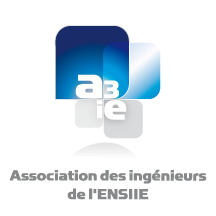 a3
ie
Association des ingénieurs
de l'ENSIIE